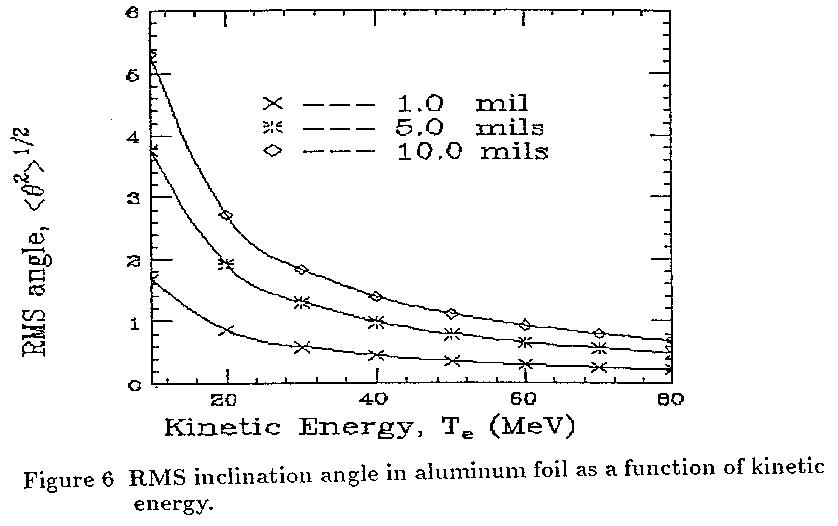 6
5
4
3
2
1
0
RMS angle, <θ²>^1/2
1.0 mil
5.0 mils
10.0 mils
20 40 60 80
Kinetic Energy, Tₑ (MeV)
Figure 6 RMS inclination angle in aluminum foil as a function of kinetic
energy.